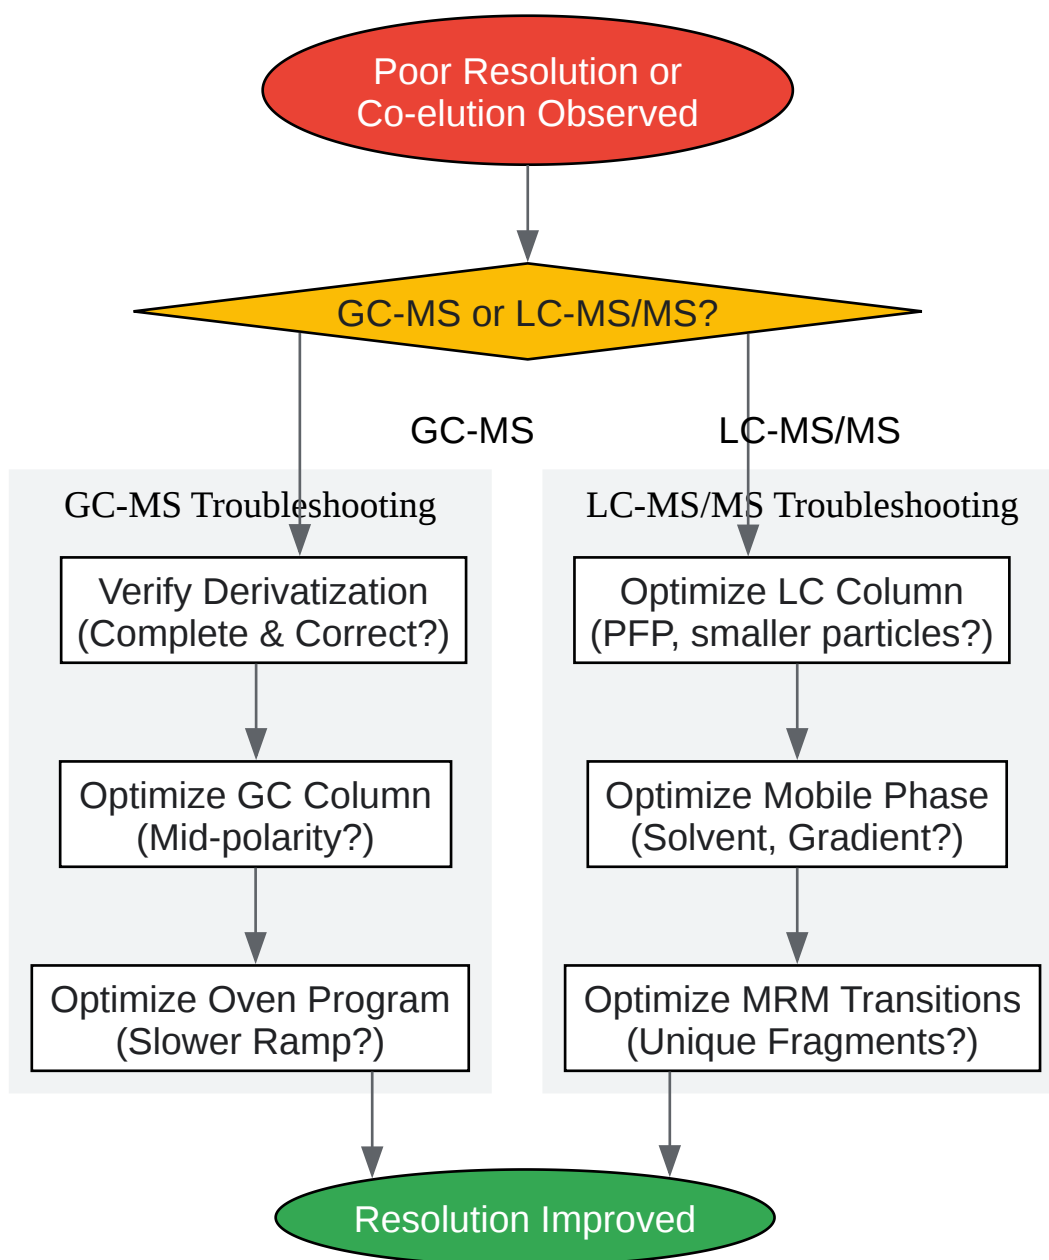 Poor Resolution or
Co-elution Observed
GC-MS or LC-MS/MS?
GC-MS
LC-MS/MS
GC-MS Troubleshooting
Verify Derivatization
(Complete & Correct?)
Optimize GC Column
(Mid-polarity?)
Optimize Oven Program
(Slower Ramp?)
LC-MS/MS Troubleshooting
Optimize LC Column
(PFP, smaller particles?)
Optimize Mobile Phase
(Solvent, Gradient?)
Optimize MRM Transitions
(Unique Fragments?)
Resolution Improved